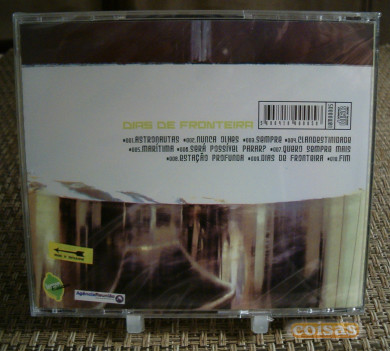 DIAS DE FRONTEIRA
•001.ASTRONAUTAS •002.NUNCA DIGAS •003.SEMPRE •004.CLANDESTINIDADE
•005.MARÍTIMA •006.SERÁ POSSÍVEL PARAR? •007.QUERO SEMPRE MAIS
•008.ESTAÇÃO PROFUNDA •009.DIAS DE FRONTEIRA •010.FIM
coisas